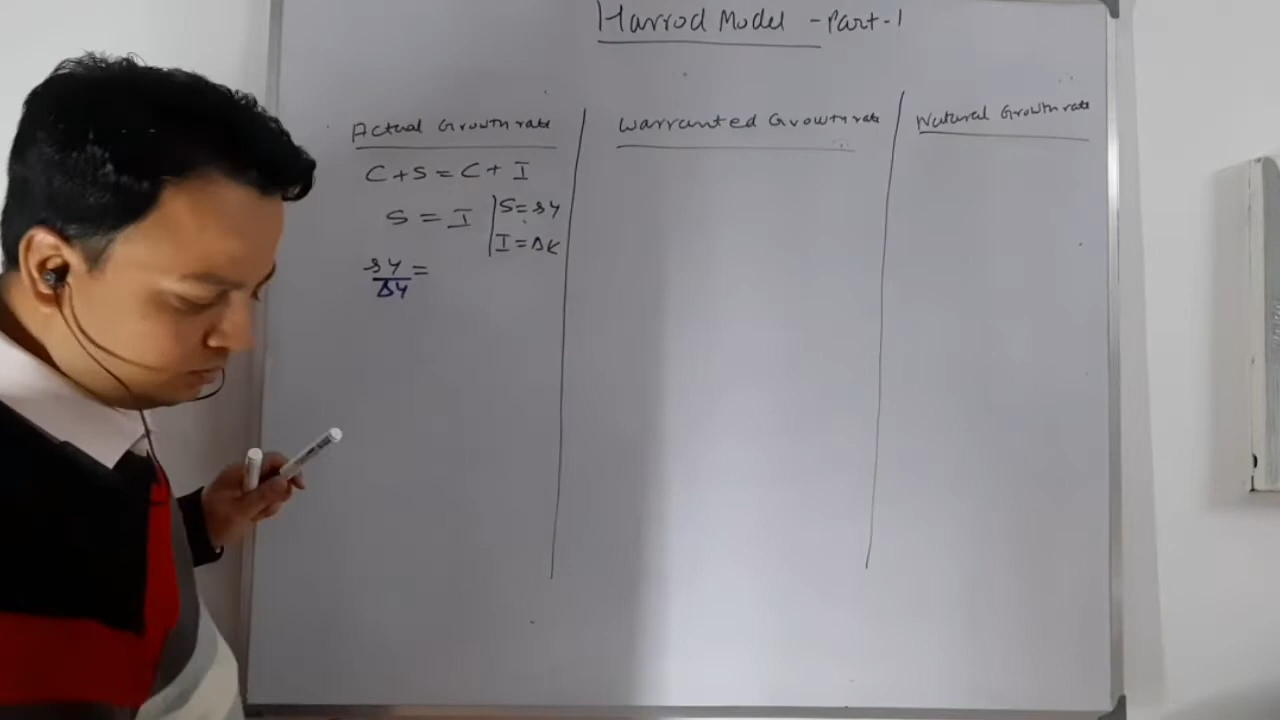 Harrod Model - Part-1
Actual Growth rate
Warranted Growth rate
Natural Growth rate
C+S = C+ I
S = I
S=sy
I = ΔK
sy/Δy =